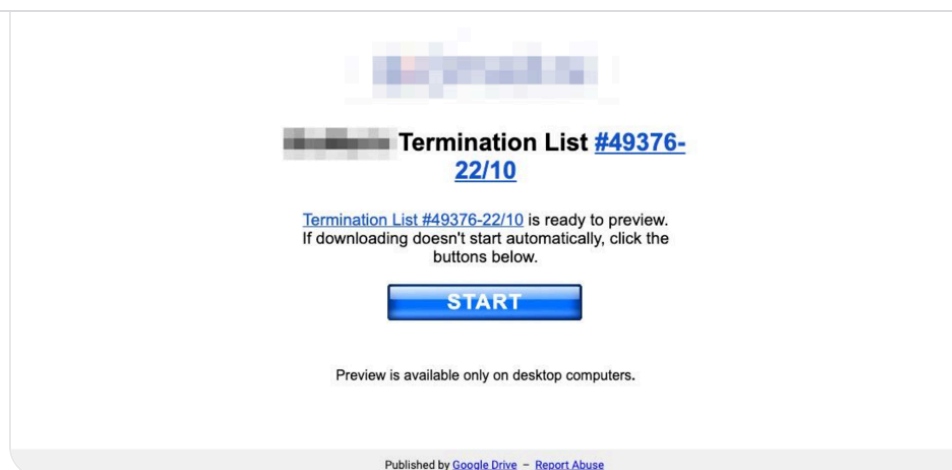 Termination List #49376-
22/10
Termination List #49376-22/10 is ready to preview.
If downloading doesn't start automatically, click the
buttons below.
START
Preview is available only on desktop computers.
Published by Google Drive – Report Abuse